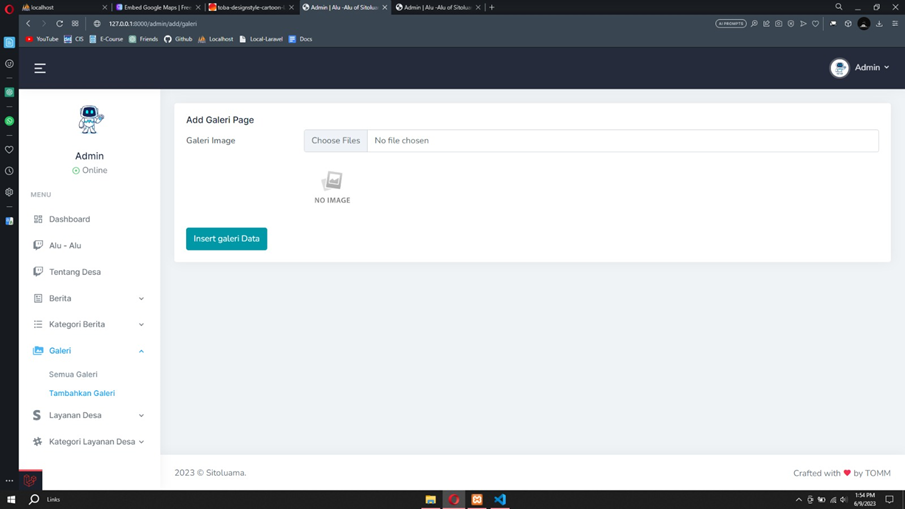 localhost
Embed Google Maps | Free
toba-designstyle-cartoon-
Admin | Alu -Alu of Sitolua
Admin | Alu -Alu of Sitolua
127.0.0.1:8000/admin/add/galeri
AI PROMPTS
YouTube CIS E-Course Friends Github Localhost Local-Laravel Docs
Admin
Admin
Online
MENU
Dashboard
Alu - Alu
Tentang Desa
Berita
Kategori Berita
Galeri
Semua Galeri
Tambahkan Galeri
Layanan Desa
Kategori Layanan Desa
Add Galeri Page
Galeri Image
Choose Files No file chosen
NO IMAGE
Insert galeri Data
2023 © Sitoluama.
Crafted with ❤ by TOMM
Links
1:54 PM
6/9/2023